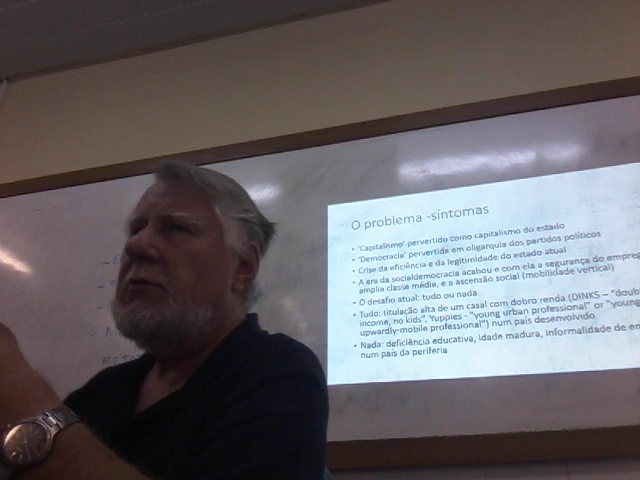 O problema -síntomas
• 'Capitalismo' pervertido como capitalismo do estado
• 'Democracia' pervertida em oligarquia dos partidos políticos
• Crise da eficiência e da legitimidade do estado atual
• A era da socialdemocracia acabou e com ela a segurança do
ampla classe média, e a ascensão social (mobilidade vertical)
• O desafio atual: tudo ou nada
• Tudo: titulação alta de um casal com dobro renda (DINKS – "doub
income, no kids", Yuppies - "young urban professional" or "young
upwardly-mobile professional") num país desenvolvido
• Nada: deficiência educativa, idade madura, informalidade de
num país da periferia